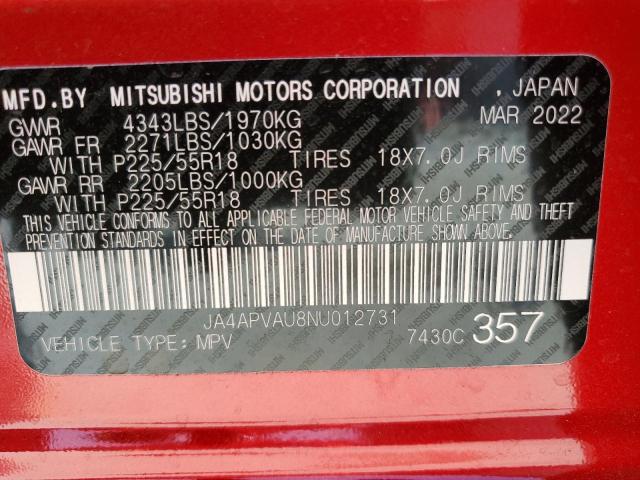 MFD.BY MITSUBISHI MOTORS CORPORATION , JAPAN
GVWR 4343LBS/1970KG MAR 2022
GAWR FR 2271LBS/1030KG
WITH P225/55R18 TIRES 18X7.0J RIMS
GAWR RR 2205LBS/1000KG
WITH P225/55R18 TIRES 18X7.0J RIMS
THIS VEHICLE CONFORMS TO ALL APPLICABLE FEDERAL MOTOR VEHICLE SAFETY AND THEFT
PREVENTION STANDARDS IN EFFECT ON THE DATE OF MANUFACTURE SHOWN ABOVE.
JA4APVAU8NU012731
VEHICLE TYPE: MPV 7430C 357